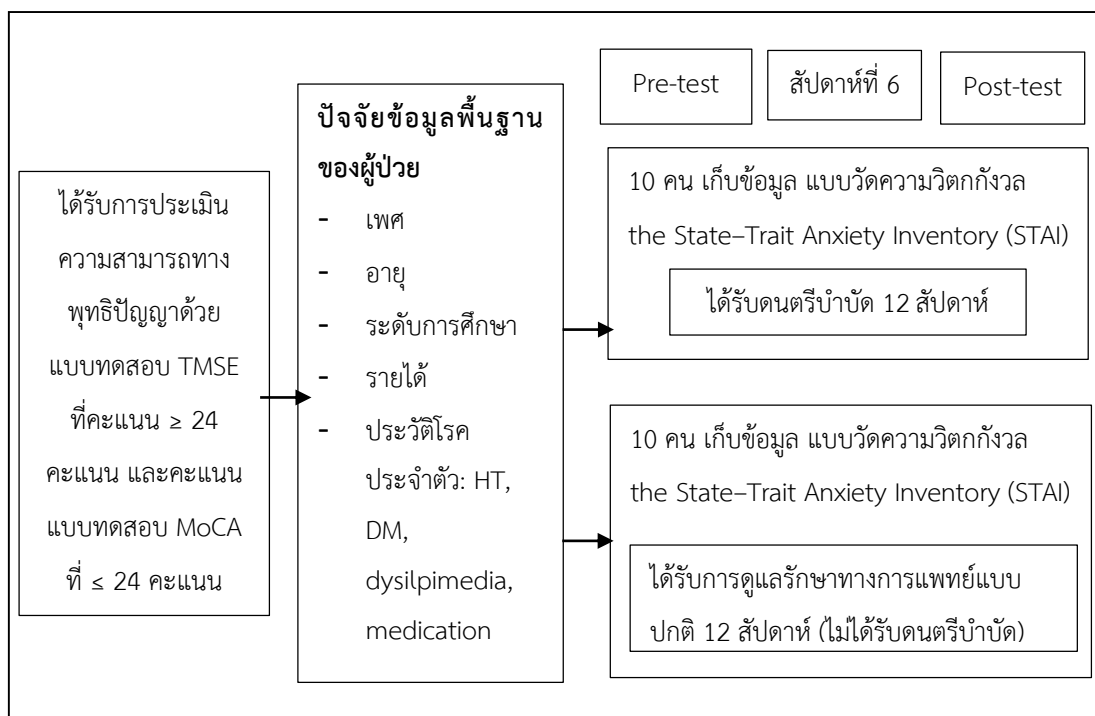 ได้รับการประเมิน
ความสามารถทาง
พุทธิปัญญาด้วย
แบบทดสอบ TMSE
ที่คะแนน ≥ 24
คะแนน และคะแนน
แบบทดสอบ MoCA
ที่ ≤ 24 คะแนน
ปัจจัยข้อมูลพื้นฐาน
ของผู้ป่วย
- เพศ
- อายุ
- ระดับการศึกษา
- รายได้
- ประวัติโรค
ประจำตัว: HT,
DM,
dysilpimedia,
medication
Pre-test
สัปดาห์ที่ 6
Post-test
10 คน เก็บข้อมูล แบบวัดความวิตกกังวล
the State–Trait Anxiety Inventory (STAI)
ได้รับดนตรีบำบัด 12 สัปดาห์
10 คน เก็บข้อมูล แบบวัดความวิตกกังวล
the State–Trait Anxiety Inventory (STAI)
ได้รับการดูแลรักษาทางการแพทย์แบบ
ปกติ 12 สัปดาห์ (ไม่ได้รับดนตรีบำบัด)